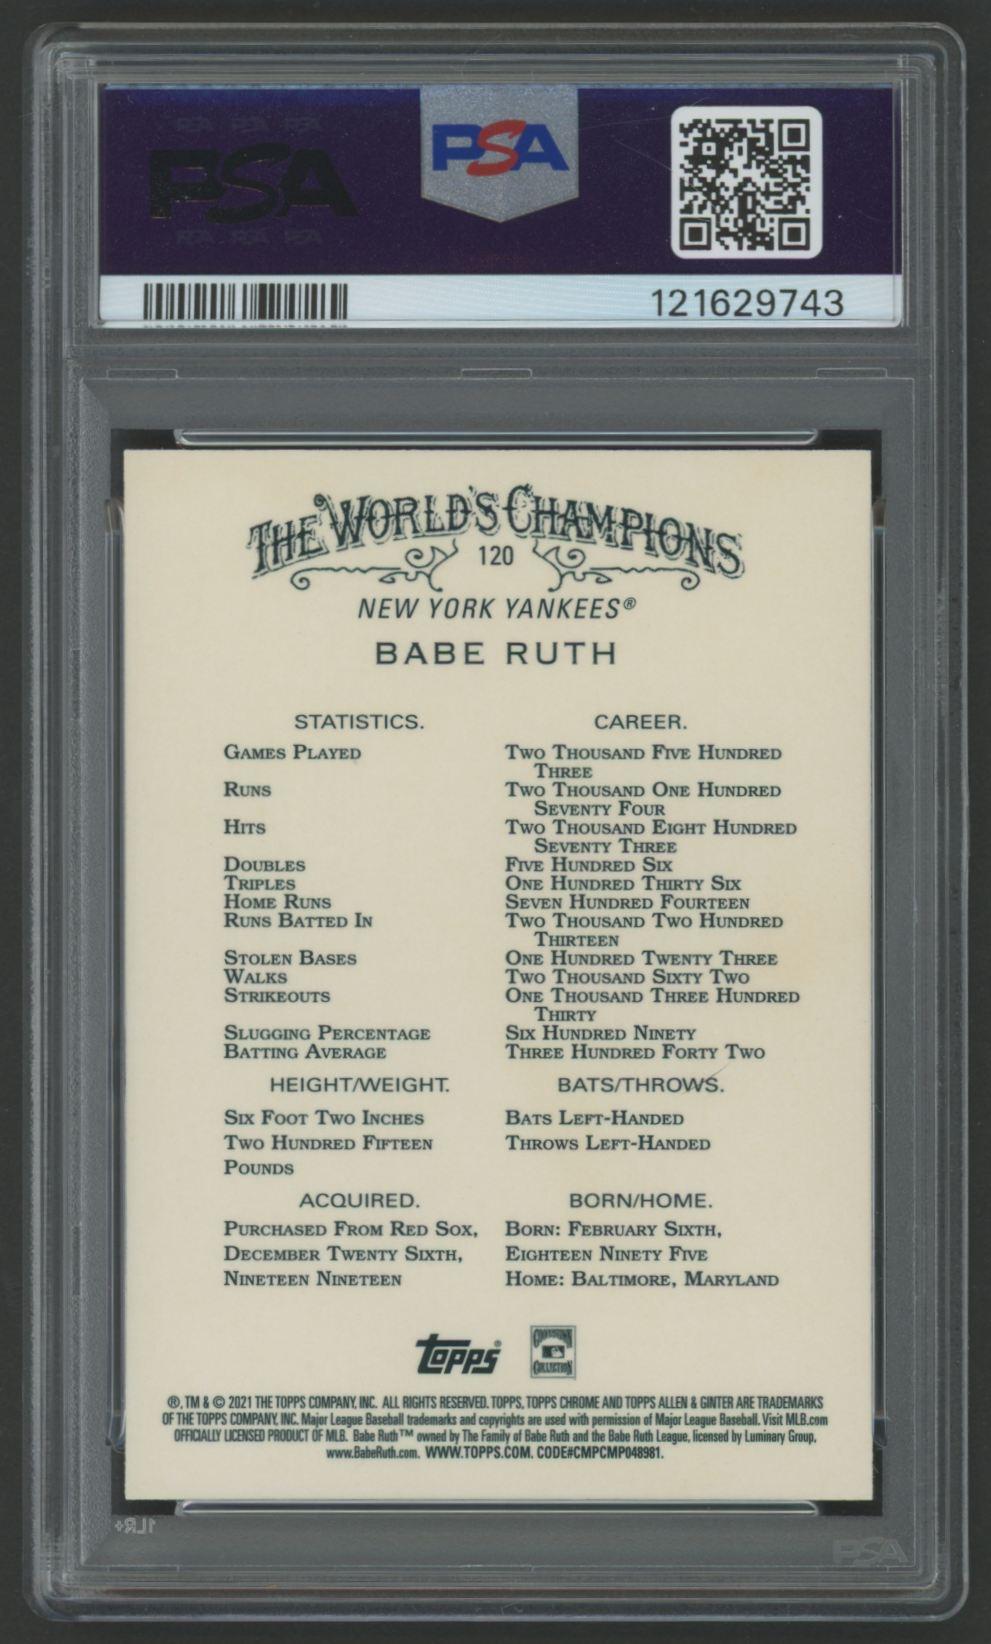 PSA PSA PSA
PSA
PSA PSA PSA
PSA
121629743
THE WORLD'S CHAMPIONS
120
NEW YORK YANKEES®
BABE RUTH
STATISTICS. CAREER.
GAMES PLAYED TWO THOUSAND FIVE HUNDRED
THREE
RUNS TWO THOUSAND ONE HUNDRED
SEVENTY FOUR
HITS TWO THOUSAND EIGHT HUNDRED
SEVENTY THREE
DOUBLES FIVE HUNDRED SIX
TRIPLES ONE HUNDRED THIRTY SIX
HOME RUNS SEVEN HUNDRED FOURTEEN
RUNS BATTED IN TWO THOUSAND TWO HUNDRED
THIRTEEN
STOLEN BASES ONE HUNDRED TWENTY THREE
WALKS TWO THOUSAND SIXTY TWO
STRIKEOUTS ONE THOUSAND THREE HUNDRED
THIRTY
SLUGGING PERCENTAGE SIX HUNDRED NINETY
BATTING AVERAGE THREE HUNDRED FORTY TWO
HEIGHT/WEIGHT. BATS/THROWS.
SIX FOOT TWO INCHES BATS LEFT-HANDED
TWO HUNDRED FIFTEEN THROWS LEFT-HANDED
POUNDS
ACQUIRED. BORN/HOME.
PURCHASED FROM RED SOX, BORN: FEBRUARY SIXTH,
DECEMBER TWENTY SIXTH, EIGHTEEN NINETY FIVE
NINETEEN NINETEEN HOME: BALTIMORE, MARYLAND
Topps® COOPERSTOWN COLLECTION
®, TM & © 2021 THE TOPPS COMPANY, INC. ALL RIGHTS RESERVED. TOPPS, TOPPS CHROME AND TOPPS ALLEN & GINTER ARE TRADEMARKS
OF THE TOPPS COMPANY, INC. Major League Baseball trademarks and copyrights are used with permission of Major League Baseball. Visit MLB.com
OFFICIALLY LICENSED PRODUCT OF MLB. Babe Ruth™ owned by The Family of Babe Ruth and the Babe Ruth League, licensed by Luminary Group,
www.BabeRuth.com. WWW.TOPPS.COM. CODE#CMPCMP048981.
1LR+
PSA